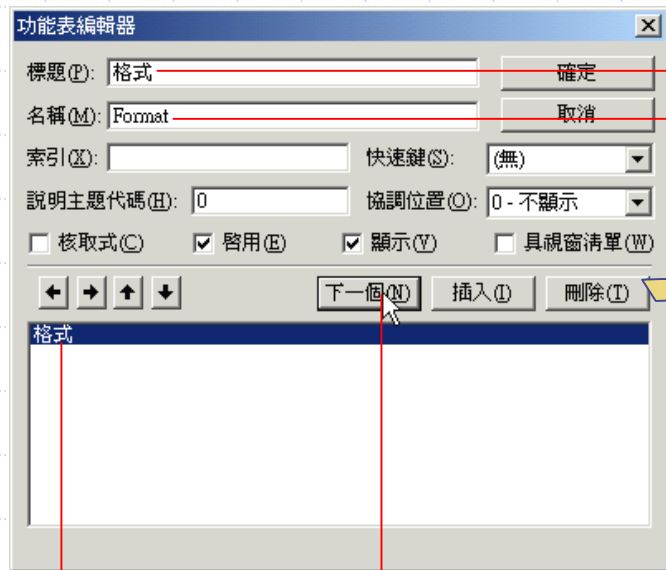 功能表編輯器
標題(P): 格式 確定
名稱(M): Format 取消
索引(X): 快速鍵(S): (無)
說明主題代碼(H): 0 協調位置(O): 0 - 不顯示
核取式(C) 啓用(E) 顯示(V) 具視窗清單(W)
下一個(N) 插入(I) 刪除(T)
格式